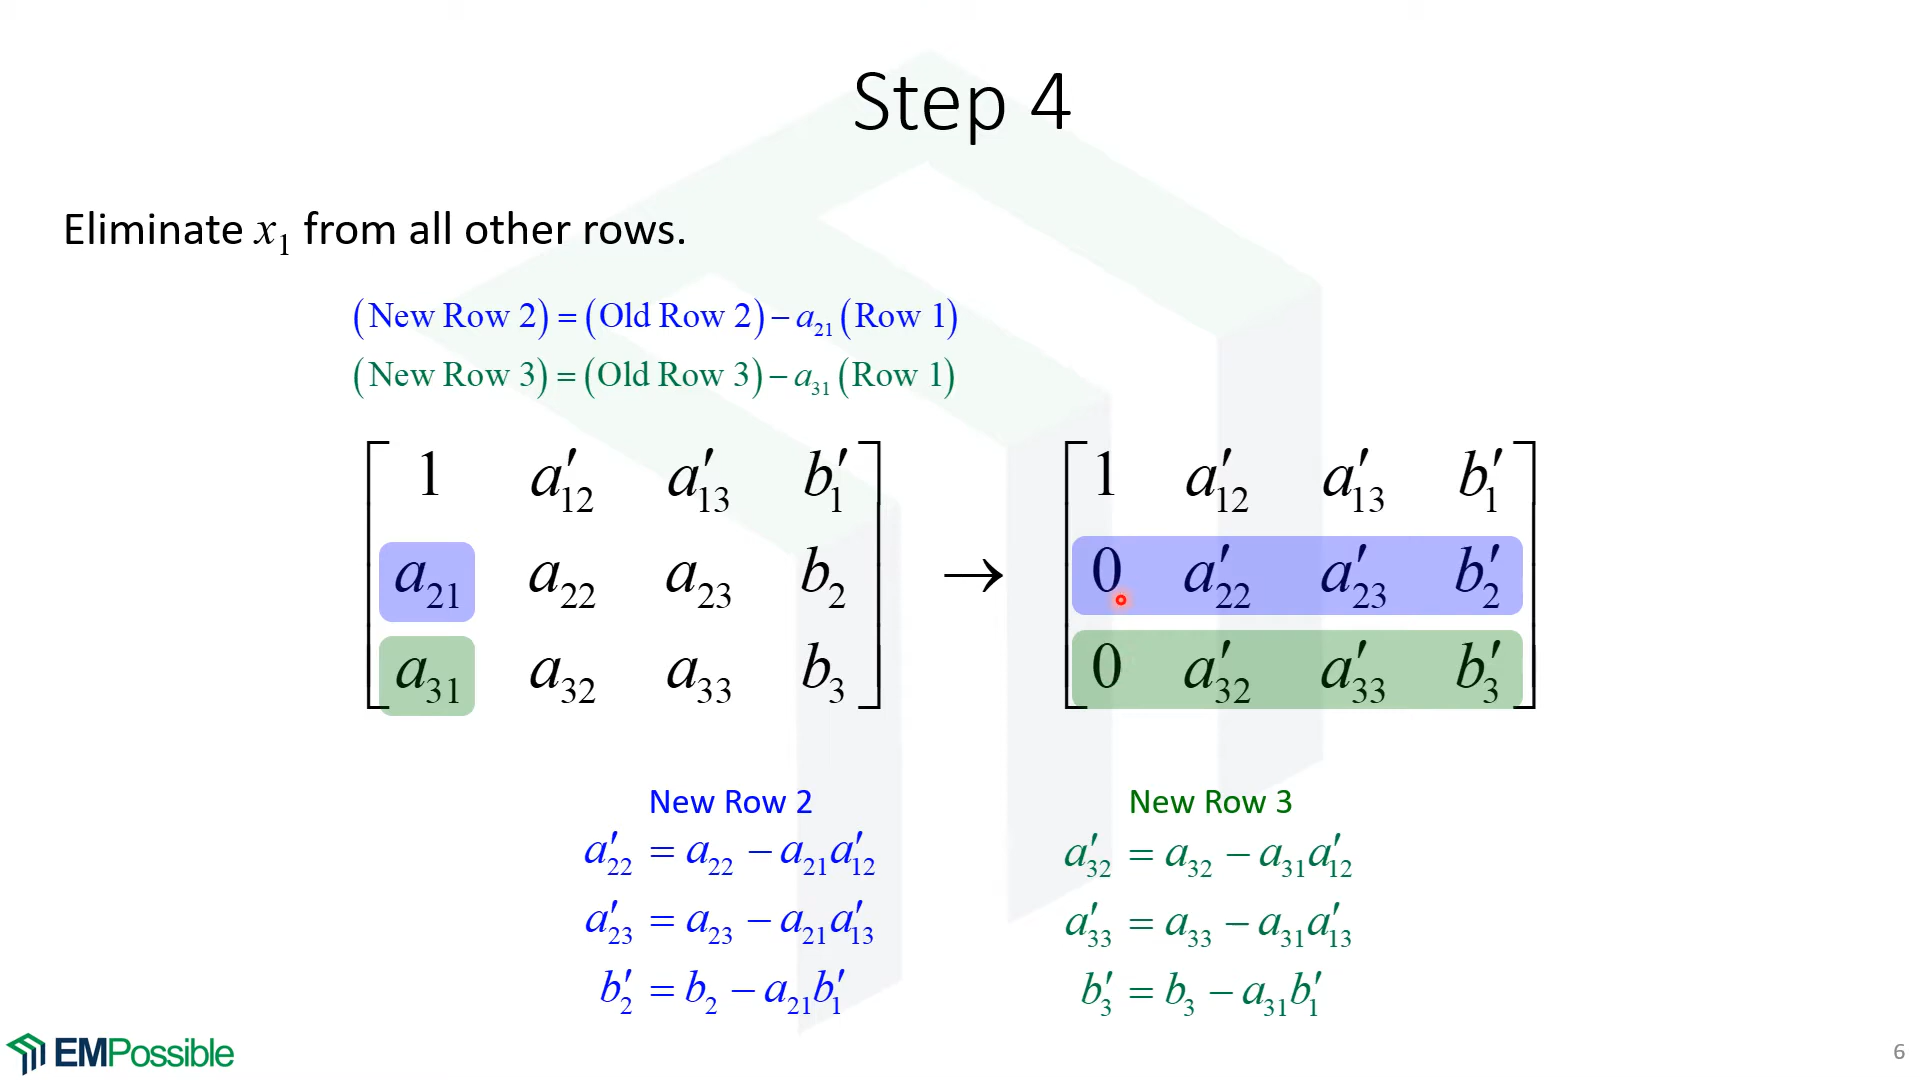 Step 4
Eliminate x₁ from all other rows.
(New Row 2) = (Old Row 2) − a₂₁ (Row 1)
(New Row 3) = (Old Row 3) − a₃₁ (Row 1)
1 a′₁₂ a′₁₃ b′₁ → 1 a′₁₂ a′₁₃ b′₁
a₂₁ a₂₂ a₂₃ b₂ 0 a′₂₂ a′₂₃ b′₂
a₃₁ a₃₂ a₃₃ b₃ 0 a′₃₂ a′₃₃ b′₃
New Row 2
a′₂₂ = a₂₂ − a₂₁a′₁₂
a′₂₃ = a₂₃ − a₂₁a′₁₃
b′₂ = b₂ − a₂₁b′₁
New Row 3
a′₃₂ = a₃₂ − a₃₁a′₁₂
a′₃₃ = a₃₃ − a₃₁a′₁₃
b′₃ = b₃ − a₃₁b′₁
EMPossible
6